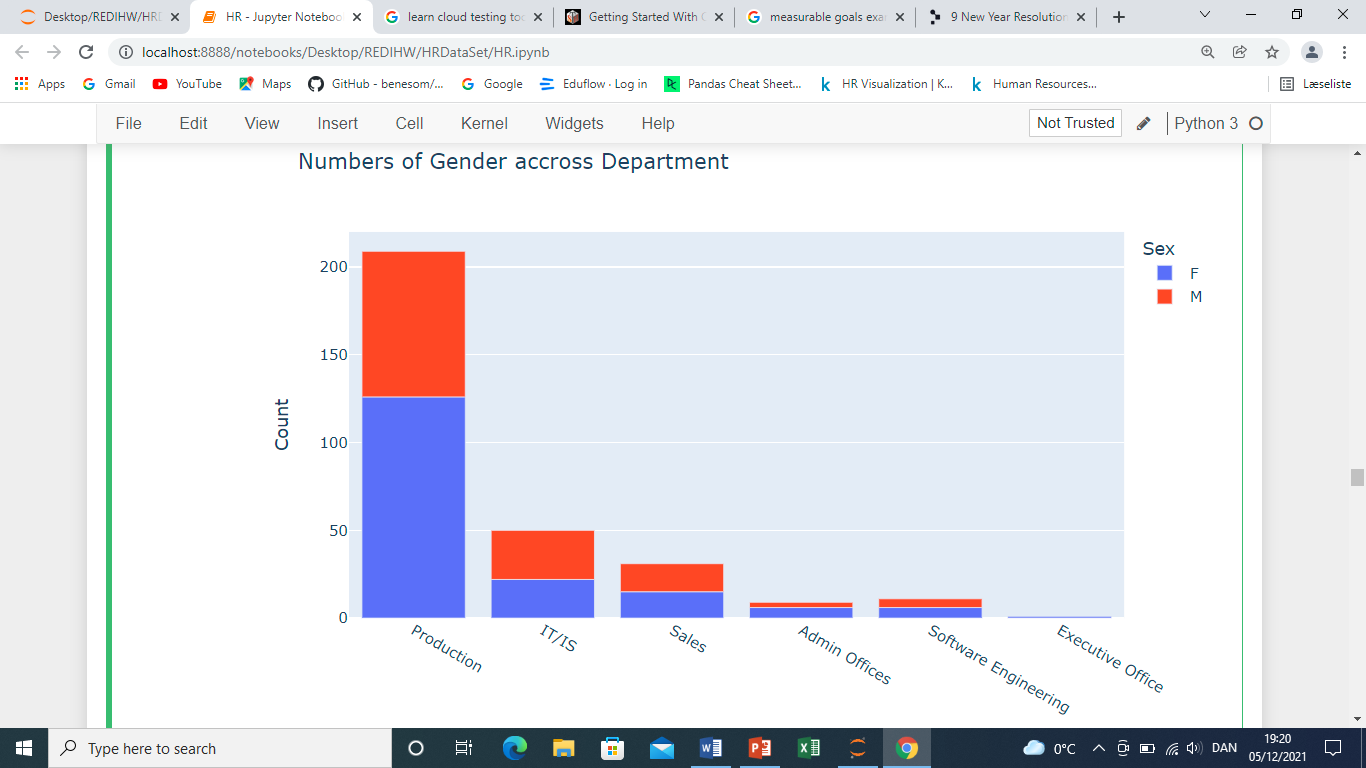 Desktop/REDIHW/HRD
HR - Jupyter Noteboo
learn cloud testing too
Getting Started With C
measurable goals exa
9 New Year Resolution
localhost:8888/notebooks/Desktop/REDIHW/HRDataSet/HR.ipynb
Apps
Gmail
YouTube
Maps
GitHub - benesom/...
Google
Eduflow · Log in
Pandas Cheat Sheet...
HR Visualization | K...
Human Resources...
Læseliste
File
Edit
View
Insert
Cell
Kernel
Widgets
Help
Not Trusted
Python 3
Numbers of Gender accross Department
Sex
F
M
200
150
100
50
0
Count
Production
IT/IS
Sales
Admin Offices
Software Engineering
Executive Office
Type here to search
0°C
DAN
19:20
05/12/2021